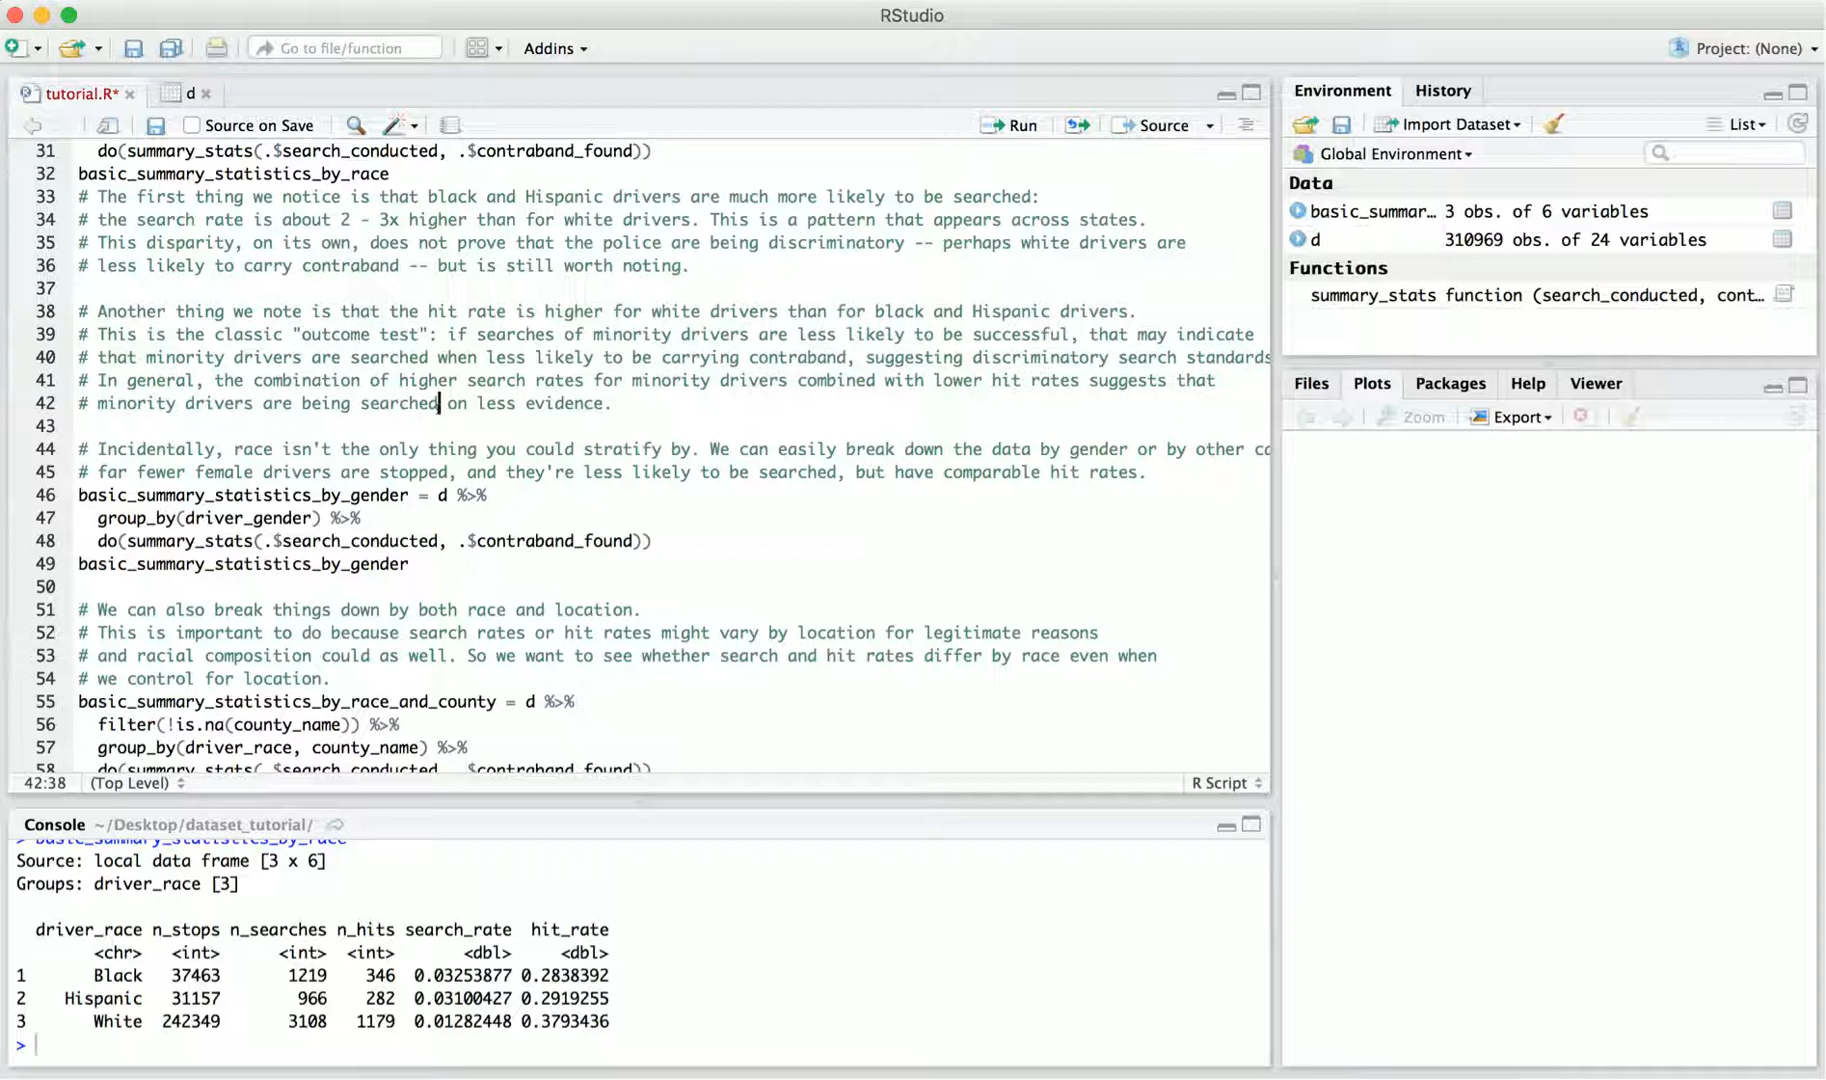 RStudio
Go to file/function
Addins
Project: (None)
tutorial.R*
d
Source on Save
Run
Source
31 do(summary_stats(.$search_conducted, .$contraband_found))
32 basic_summary_statistics_by_race
33 # The first thing we notice is that black and Hispanic drivers are much more likely to be searched:
34 # the search rate is about 2 - 3x higher than for white drivers. This is a pattern that appears across states.
35 # This disparity, on its own, does not prove that the police are being discriminatory -- perhaps white drivers are
36 # less likely to carry contraband -- but is still worth noting.
37
38 # Another thing we note is that the hit rate is higher for white drivers than for black and Hispanic drivers.
39 # This is the classic "outcome test": if searches of minority drivers are less likely to be successful, that may indicate
40 # that minority drivers are searched when less likely to be carrying contraband, suggesting discriminatory search standards
41 # In general, the combination of higher search rates for minority drivers combined with lower hit rates suggests that
42 # minority drivers are being searched on less evidence.
43
44 # Incidentally, race isn't the only thing you could stratify by. We can easily break down the data by gender or by other
45 # far fewer female drivers are stopped, and they're less likely to be searched, but have comparable hit rates.
46 basic_summary_statistics_by_gender = d %>%
47 group_by(driver_gender) %>%
48 do(summary_stats(.$search_conducted, .$contraband_found))
49 basic_summary_statistics_by_gender
50
51 # We can also break things down by both race and location.
52 # This is important to do because search rates or hit rates might vary by location for legitimate reasons
53 # and racial composition could as well. So we want to see whether search and hit rates differ by race even when
54 # we control for location.
55 basic_summary_statistics_by_race_and_county = d %>%
56 filter(!is.na(county_name)) %>%
57 group_by(driver_race, county_name) %>%
58 do(summary_stats(.$search_conducted, .$contraband_found))
42:38
(Top Level)
R Script
Console ~/Desktop/dataset_tutorial/
> basic_summary_statistics_by_race
Source: local data frame [3 x 6]
Groups: driver_race [3]
driver_race n_stops n_searches n_hits search_rate hit_rate
<chr> <int> <int> <int> <dbl> <dbl>
1 Black 37463 1219 346 0.03253877 0.2838392
2 Hispanic 31157 966 282 0.03100427 0.2919255
3 White 242349 3108 1179 0.01282448 0.3793436
>
Environment
History
Import Dataset
List
Global Environment
Data
basic_summar… 3 obs. of 6 variables
d 310969 obs. of 24 variables
Functions
summary_stats function (search_conducted, cont…
Files
Plots
Packages
Help
Viewer
Zoom
Export